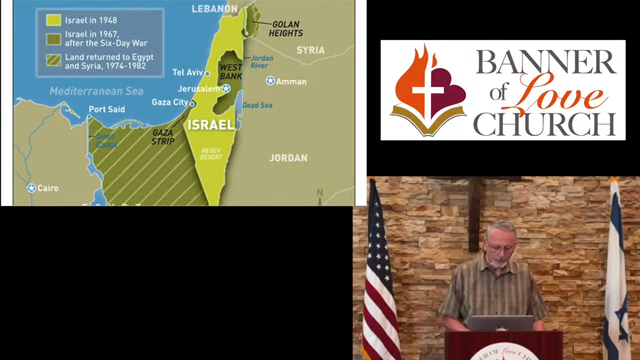 LEBANON
Israel in 1948
Israel in 1967,
after the Six-Day War
Land returned to Egypt
and Syria, 1974-1982
GOLAN
HEIGHTS
SYRIA
Jordan
River
Mediterranean Sea
Tel Aviv
WEST
BANK
Amman
Jerusalem
Port Said
Gaza City
Dead Sea
ISRAEL
GAZA
STRIP
Suez
Canal
NEGEV
DESERT
JORDAN
Cairo
N
BANNER
of Love
CHURCH